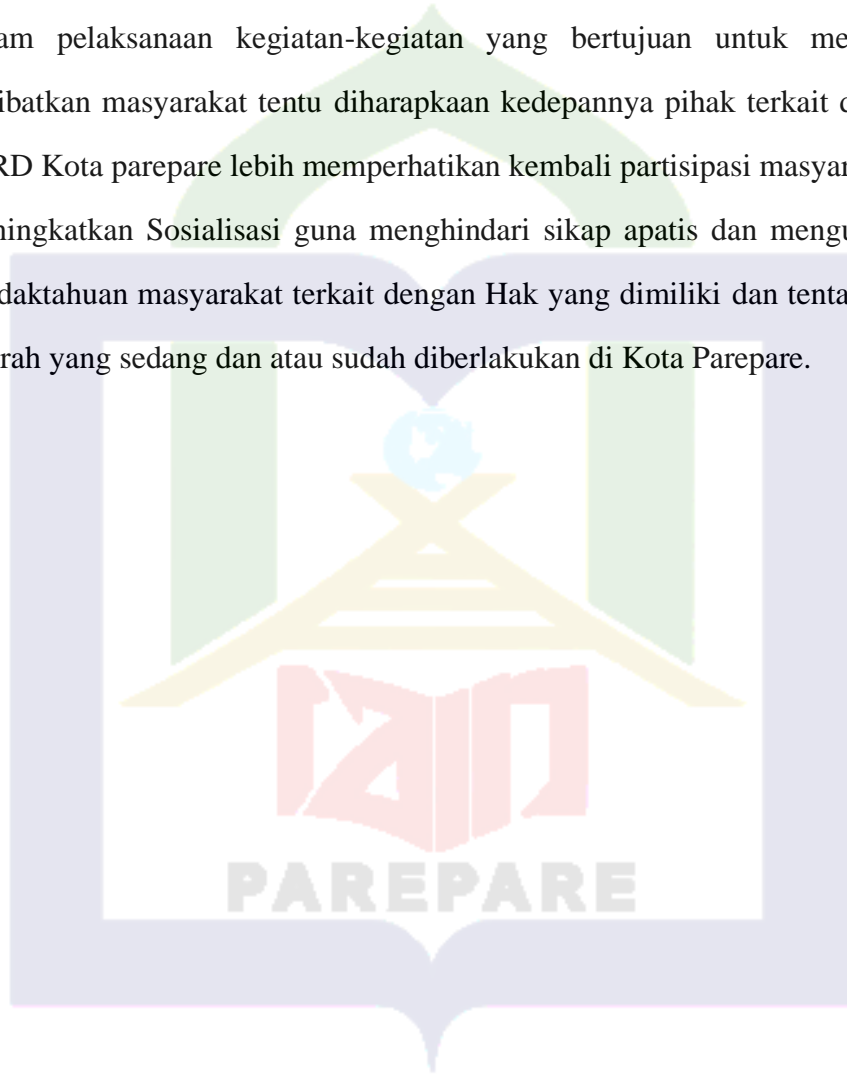 am pelaksanaan kegiatan-kegiatan yang bertujuan untuk me
ibatkan masyarakat tentu diharapkaan kedepannya pihak terkait d
RD Kota parepare lebih memperhatikan kembali partisipasi masyar
ningkatkan Sosialisasi guna menghindari sikap apatis dan mengu
daktahuan masyarakat terkait dengan Hak yang dimiliki dan tenta
rah yang sedang dan atau sudah diberlakukan di Kota Parepare.
iain
PAREPARE